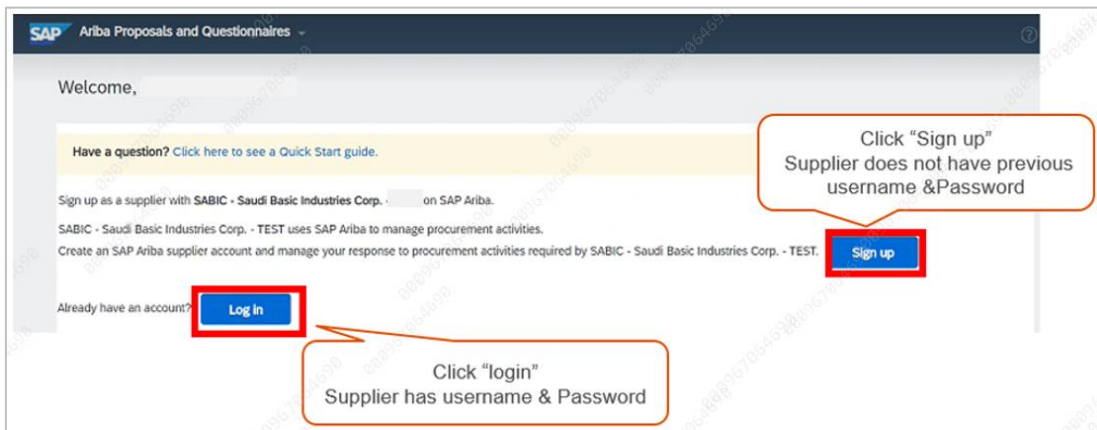 SAP Ariba Proposals and Questionnaires
Welcome,
Have a question? Click here to see a Quick Start guide.
Click “Sign up”
Supplier does not have previous
username &Password
Sign up as a supplier with SABIC - Saudi Basic Industries Corp. - on SAP Ariba.
SABIC - Saudi Basic Industries Corp. - TEST uses SAP Ariba to manage procurement activities.
Create an SAP Ariba supplier account and manage your response to procurement activities required by SABIC - Saudi Basic Industries Corp. - TEST.
Sign up
Already have an account?
Log in
Click “login”
Supplier has username & Password